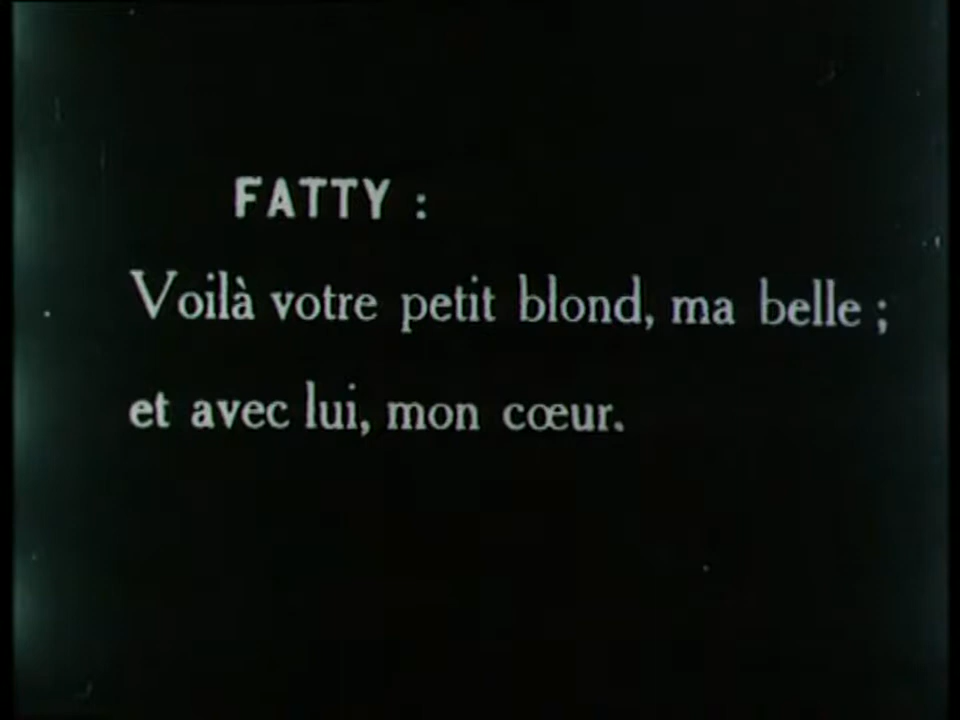 FATTY :
Voilà votre petit blond, ma belle ;
et avec lui, mon cœur.